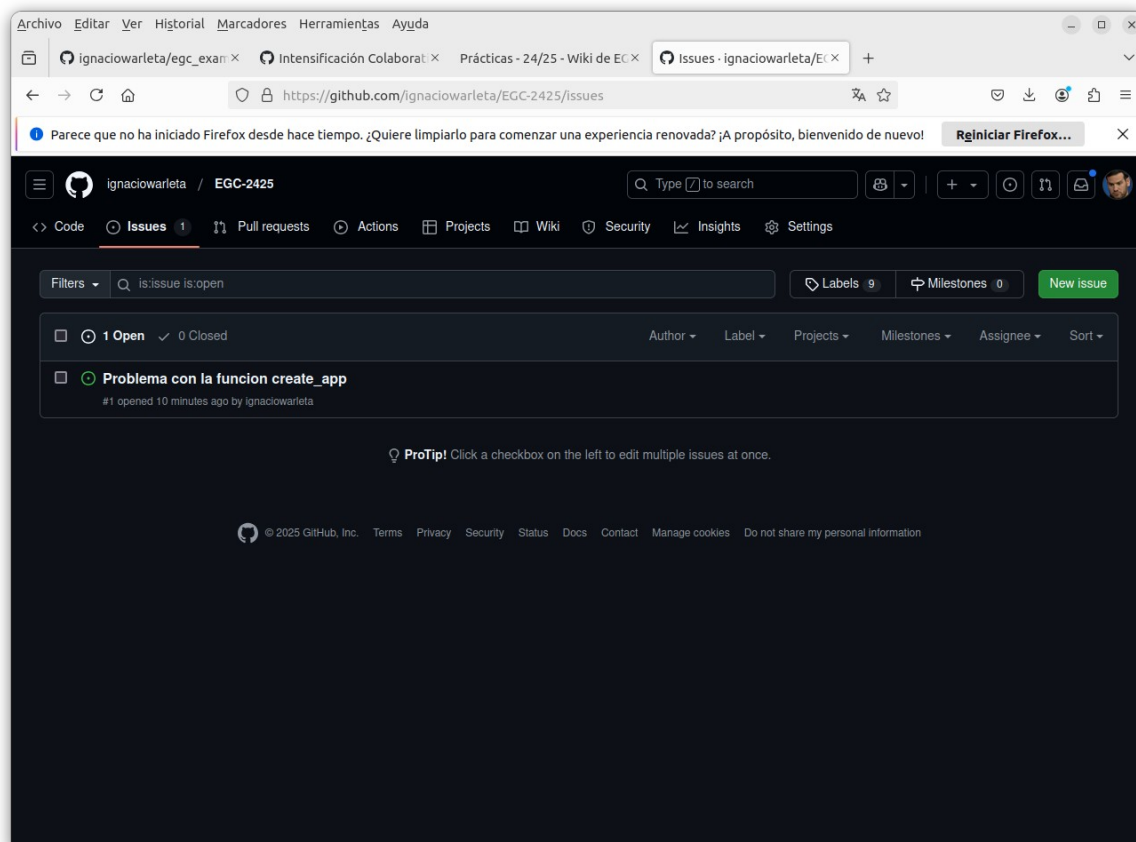 Archivo Editar Ver Historial Marcadores Herramientas Ayuda
ignaciowarleta/egc_exam Intensificación Colaborati Prácticas - 24/25 - Wiki de EG Issues · ignaciowarleta/EG
https://github.com/ignaciowarleta/EGC-2425/issues
Parece que no ha iniciado Firefox desde hace tiempo. ¿Quiere limpiarlo para comenzar una experiencia renovada? ¡A propósito, bienvenido de nuevo! Reiniciar Firefox...
ignaciowarleta / EGC-2425 Type / to search
Code Issues 1 Pull requests Actions Projects Wiki Security Insights Settings
Filters is:issue is:open Labels 9 Milestones 0 New issue
1 Open 0 Closed Author Label Projects Milestones Assignee Sort
Problema con la funcion create_app
#1 opened 10 minutes ago by ignaciowarleta
ProTip! Click a checkbox on the left to edit multiple issues at once.
© 2025 GitHub, Inc. Terms Privacy Security Status Docs Contact Manage cookies Do not share my personal information